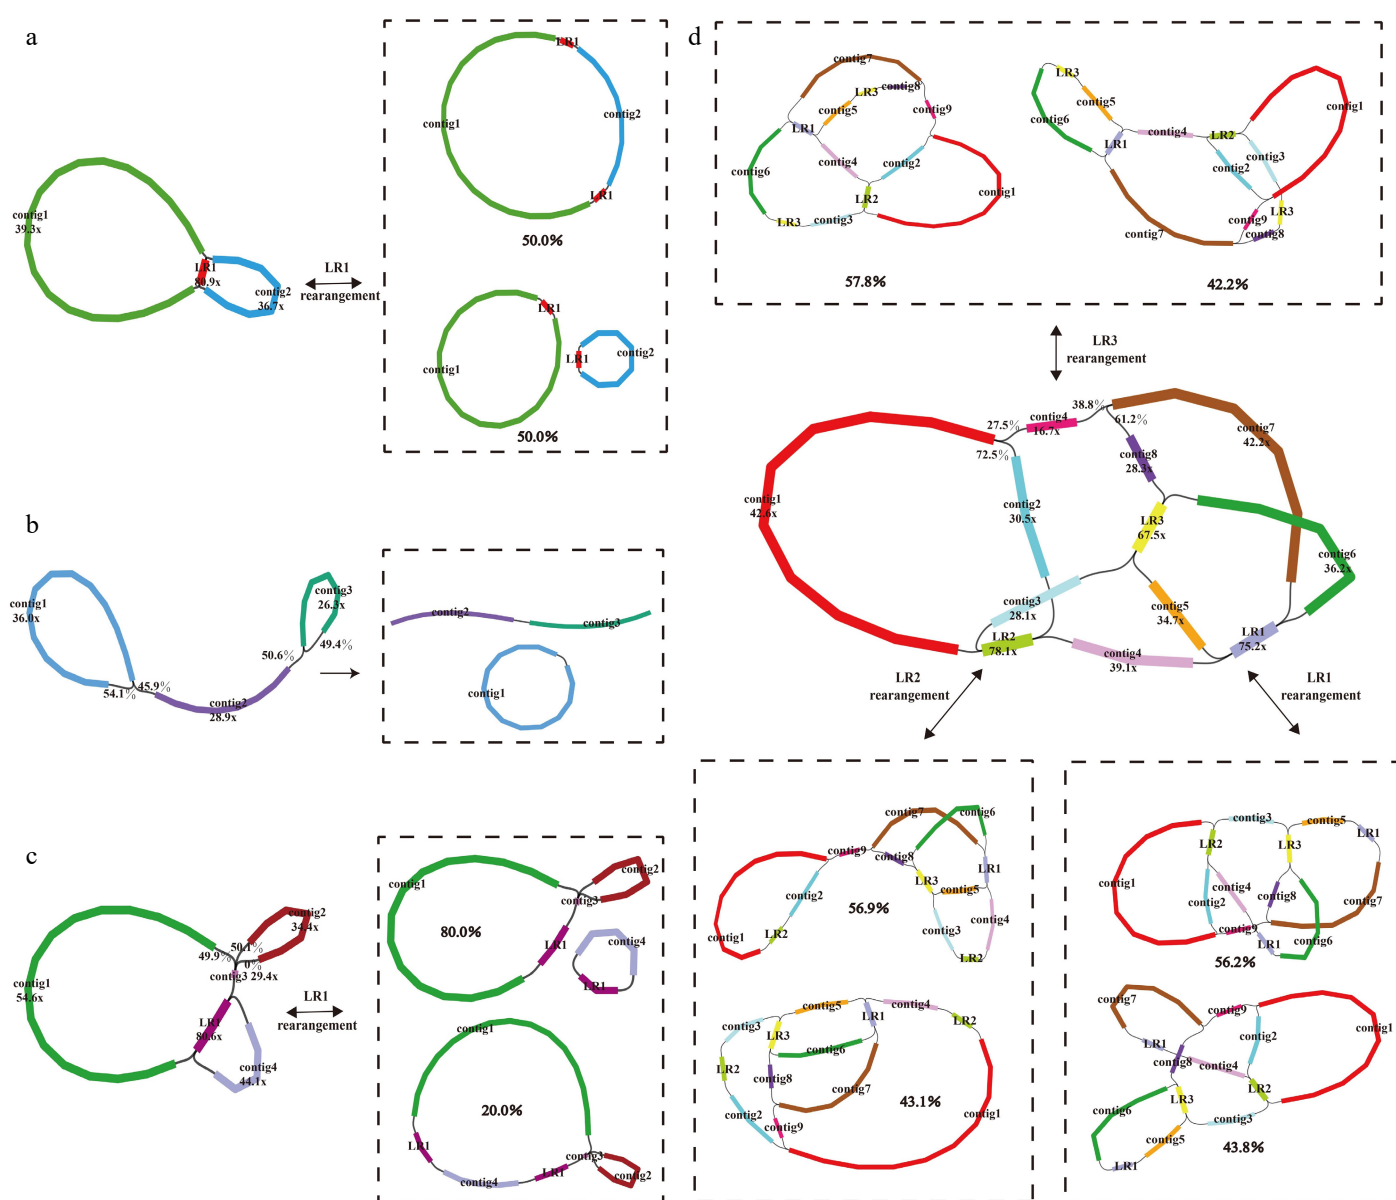 a
contig1
39.3x
LR1
80.9x
contig2
36.7x
LR1
rearangement
LR1
contig1
contig2
LR1
50.0%
LR1
contig1
LR1
contig2
50.0%
b
contig1
36.0x
54.1%
45.9%
contig2
28.9x
50.6%
49.4%
contig3
26.3x
contig2
contig3
contig1
c
contig1
54.6x
49.9%
50.1%
0%
contig2
34.4x
contig3 29.4x
LR1
80.6x
contig4
44.1x
LR1
rearangement
contig1
contig2
contig3
80.0%
LR1
contig4
LR1
contig1
20.0%
LR1
contig4
LR1
contig3
contig2
d
contig7
LR3
contig8
contig5
contig9
LR1
contig4
contig2
contig6
contig1
LR2
LR3
contig3
57.8%
LR3
contig5
contig6
LR1
contig4
LR2
contig1
contig3
contig2
contig9
LR3
contig7
contig8
42.2%
LR3
rearangement
27.5%
72.5%
contig4
16.7x
38.8%
61.2%
contig7
42.2x
contig8
28.3x
contig1
42.6x
contig2
30.5x
LR3
67.5x
contig6
36.2x
contig3
28.1x
contig5
34.7x
LR2
78.1x
contig4
39.1x
LR1
75.2x
LR2
rearangement
LR1
rearangement
contig7
contig6
contig9
contig8
LR3
LR1
contig5
contig2
56.9%
contig4
contig3
contig1
LR2
LR2
contig5
contig4
contig3
LR1
LR2
LR3
contig6
LR2
contig8
contig7
43.1%
contig2
contig1
contig9
contig3
contig5
LR1
LR2
LR3
contig1
contig4
contig8
contig2
contig7
contig9
LR1
contig6
56.2%
contig7
contig9
contig1
contig2
LR1
contig8
contig4
LR2
LR3
contig6
contig3
contig5
43.8%
LR1